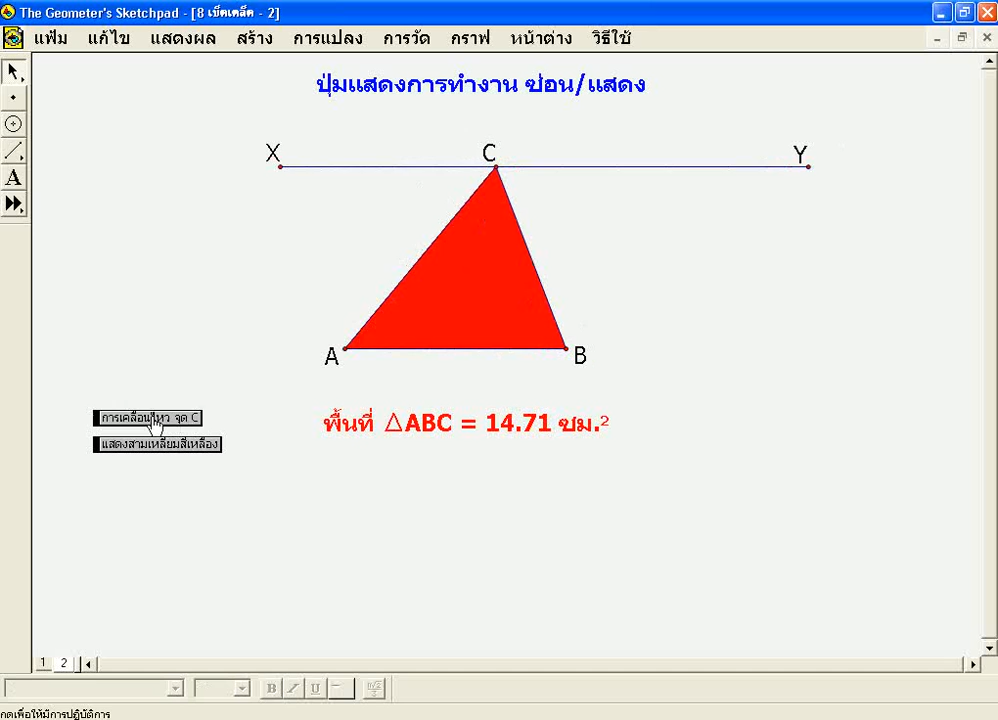 The Geometer's Sketchpad - [8 เช็ตเคล็ด - 2]
แฟ้ม แก้ไข แสดงผล สร้าง การแปลง การวัด กราฟ หน้าต่าง วิธีใช้
ปุ่มแสดงการทำงาน ซ่อน/แสดง
X C Y
A B
การเคลื่อนไหว จุด C
พื้นที่ △ABC = 14.71 ซม.²
แสดงสามเหลี่ยมสีเหลือง
A
1 2
B I U
กดเพื่อให้มีการปฏิบัติการ